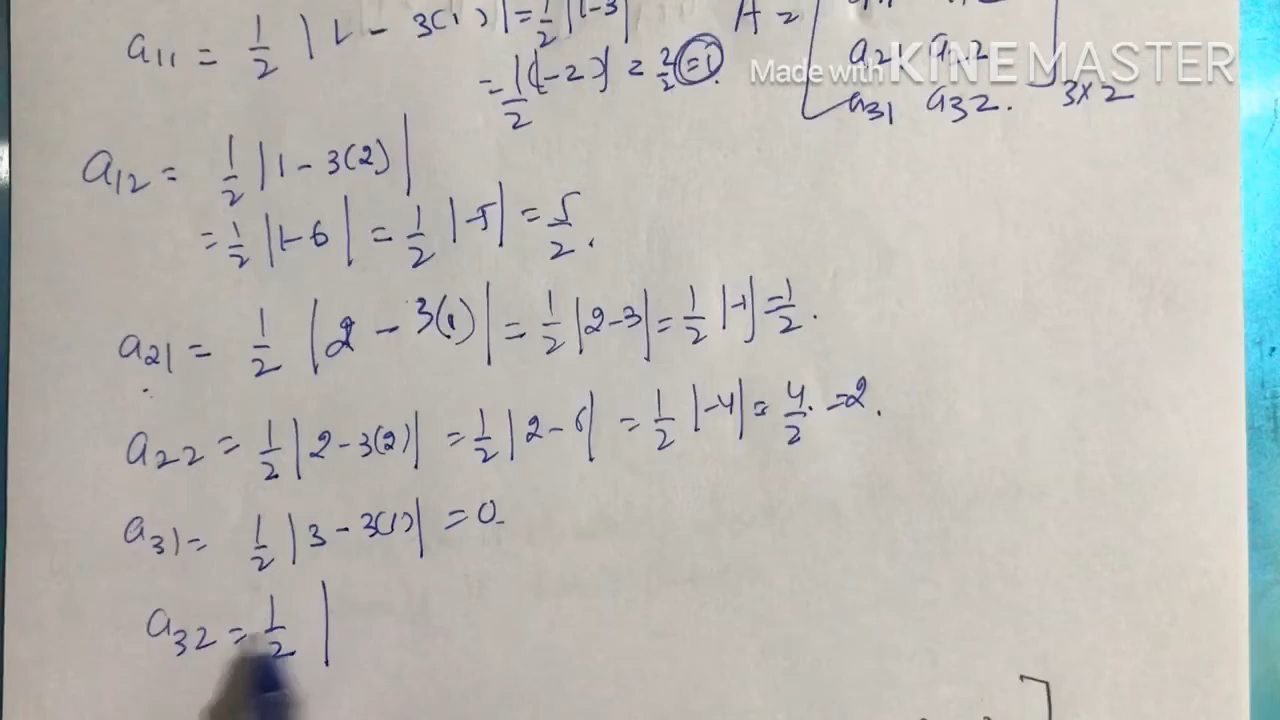 a11 = 1/2 |1 - 3(1)| = 1/2 |1-3|
= 1/2 |(-2)| = 2/2 = 1.
A =
a21 a22
a31 a32.
3×2
Made with KINEMASTER
a12 = 1/2 |1 - 3(2)|
= 1/2 |1-6| = 1/2 |-5| = 5/2.
a21 = 1/2 |2 - 3(1)| = 1/2 |2-3| = 1/2 |-1| = 1/2.
a22 = 1/2 |2-3(2)| = 1/2 |2-6| = 1/2 |-4| = 4/2. = 2.
a31 = 1/2 |3 - 3(1)| = 0
a32 = 1/2 |